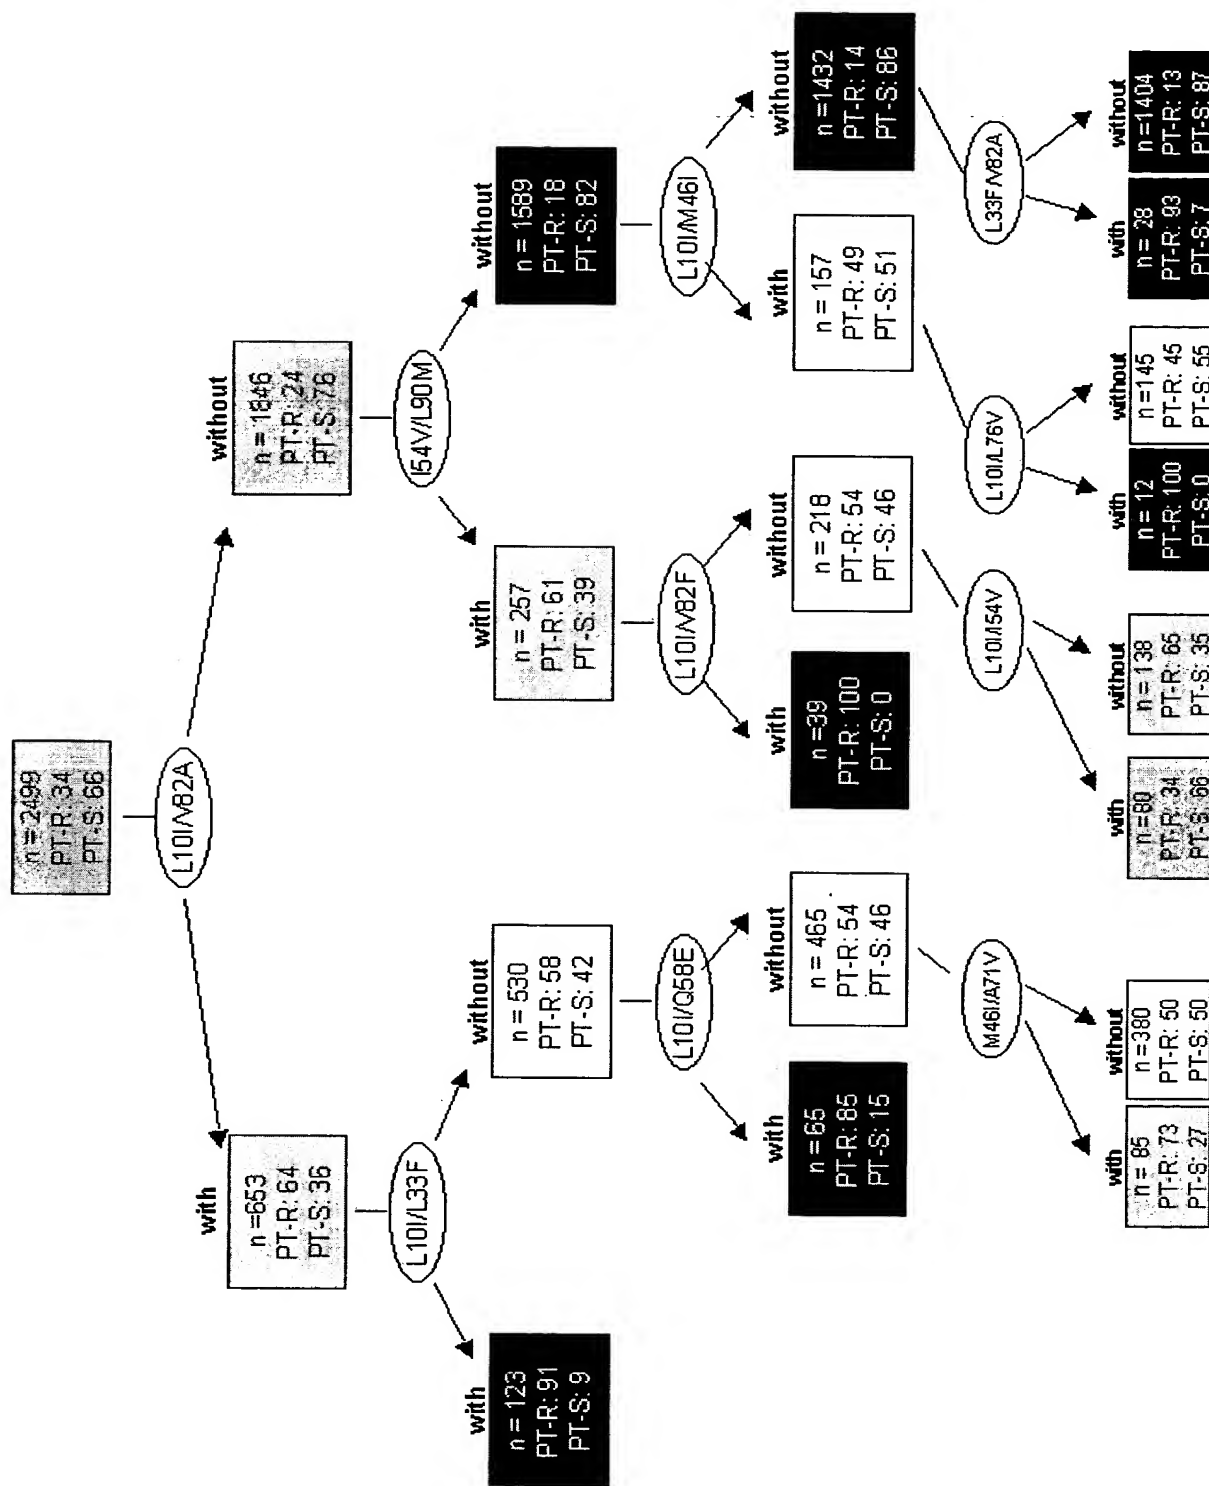 n = 2499
PT-R: 34
PT-S: 66
L10I/V82A
with
n =653
PT-R: 64
PT-S: 36
without
n = 1846
PT-R: 24
PT-S: 76
L10I/L33F
I54V/L90M
with
n = 123
PT-R: 91
PT-S: 9
without
n = 530
PT-R: 58
PT-S: 42
with
n = 257
PT-R: 61
PT-S: 39
without
n = 1589
PT-R: 18
PT-S: 82
L10I/Q58E
L10I/V82F
L10I/M46I
with
n = 65
PT-R: 85
PT-S: 15
without
n = 465
PT-R: 54
PT-S: 46
with
n =39
PT-R: 100
PT-S: 0
without
n = 218
PT-R: 54
PT-S: 46
with
n = 157
PT-R: 49
PT-S: 51
without
n =1432
PT-R: 14
PT-S: 86
M46I/A71V
L10I/I54V
L10I/L76V
L33F/V82A
with
n = 85
PT-R: 73
PT-S: 27
without
n=380
PT-R: 50
PT-S: 50
with
n=80
PT-R: 34
PT-S: 66
without
n = 138
PT-R: 65
PT-S: 35
with
n = 12
PT-R: 100
PT-S: 0
without
n=145
PT-R: 45
PT-S: 55
with
n= 28
PT-R: 93
PT-S: 7
without
n=1404
PT-R: 13
PT-S: 87